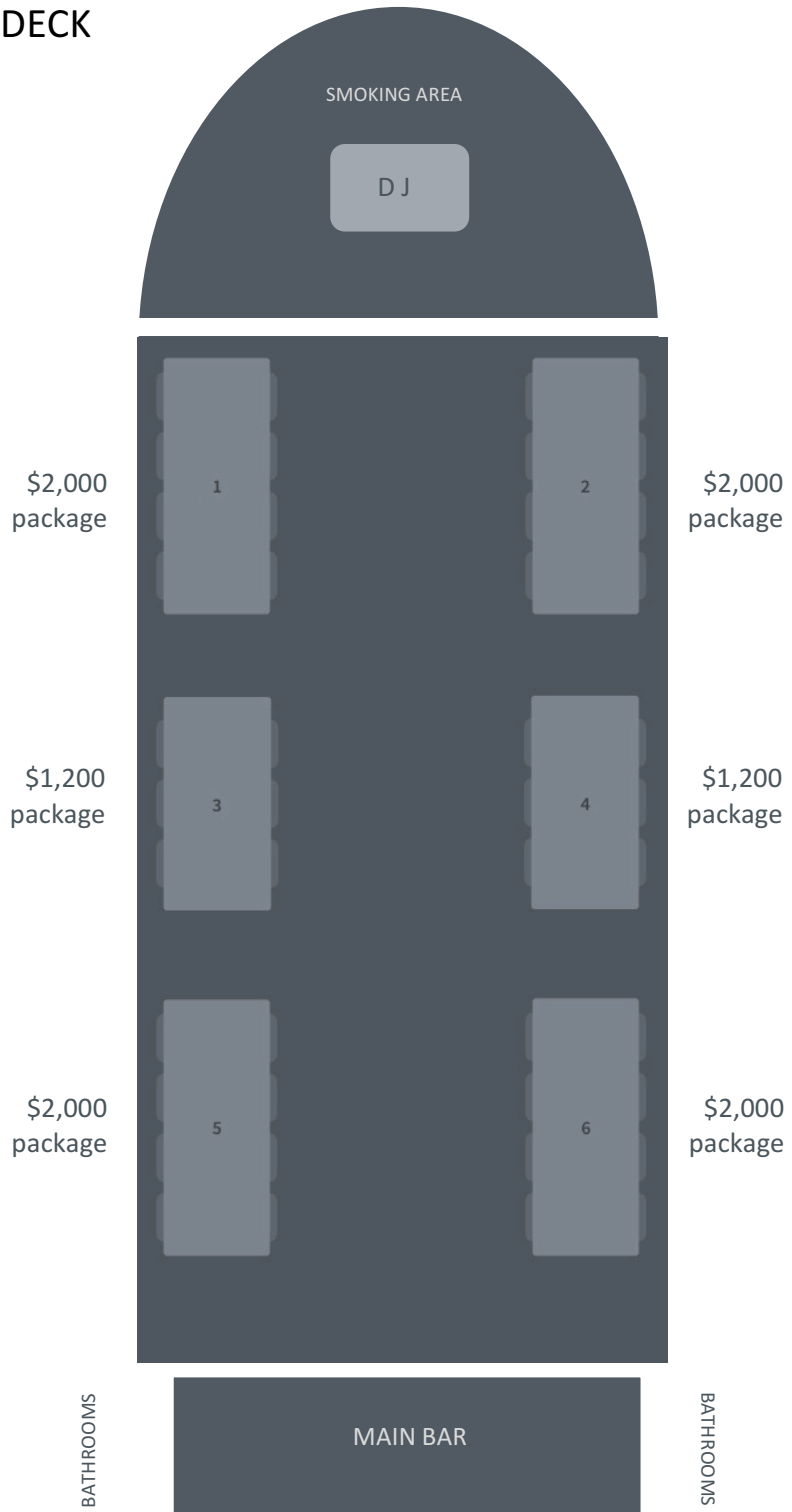 DECK
SMOKING AREA
D J
1
2
$2,000
package
$2,000
package
3
4
$1,200
package
$1,200
package
5
6
$2,000
package
$2,000
package
BATHROOMS
MAIN BAR
BATHROOMS